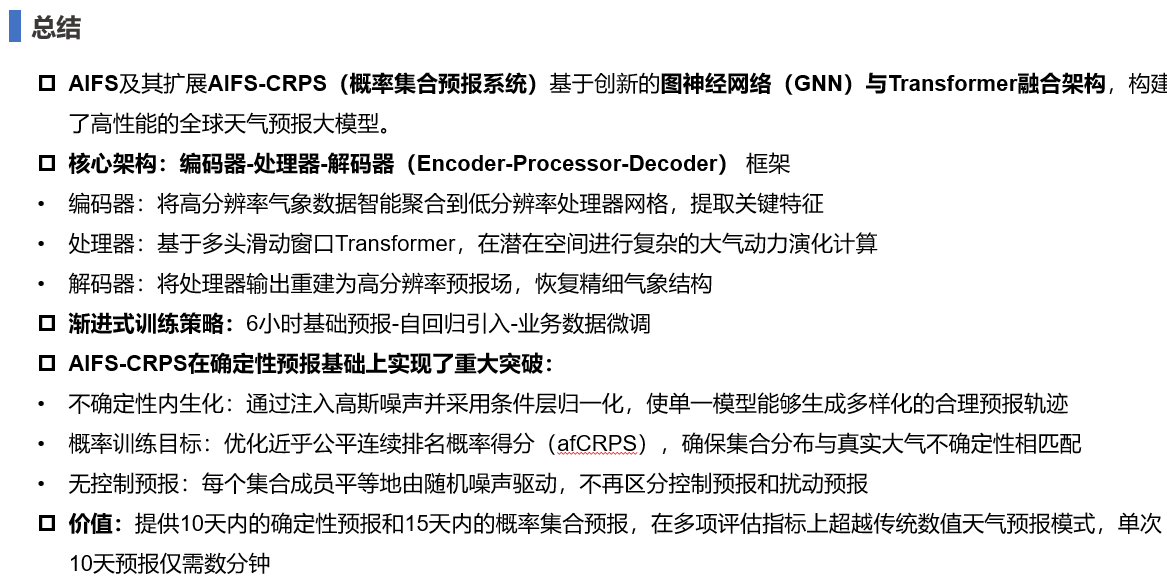 总结
AIFS及其扩展AIFS-CRPS（概率集合预报系统）基于创新的图神经网络（GNN）与Transformer融合架构，构建
了高性能的全球天气预报大模型。
核心架构：编码器-处理器-解码器（Encoder-Processor-Decoder） 框架
• 编码器：将高分辨率气象数据智能聚合到低分辨率处理器网格，提取关键特征
• 处理器：基于多头滑动窗口Transformer，在潜在空间进行复杂的大气动力演化计算
• 解码器：将处理器输出重建为高分辨率预报场，恢复精细气象结构
渐进式训练策略：6小时基础预报-自回归引入-业务数据微调
AIFS-CRPS在确定性预报基础上实现了重大突破：
• 不确定性内生化：通过注入高斯噪声并采用条件层归一化，使单一模型能够生成多样化的合理预报轨迹
• 概率训练目标：优化近乎公平连续排名概率得分（afCRPS），确保集合分布与真实大气不确定性相匹配
• 无控制预报：每个集合成员平等地由随机噪声驱动，不再区分控制预报和扰动预报
价值：提供10天内的确定性预报和15天内的概率集合预报，在多项评估指标上超越传统数值天气预报模式，单次
10天预报仅需数分钟